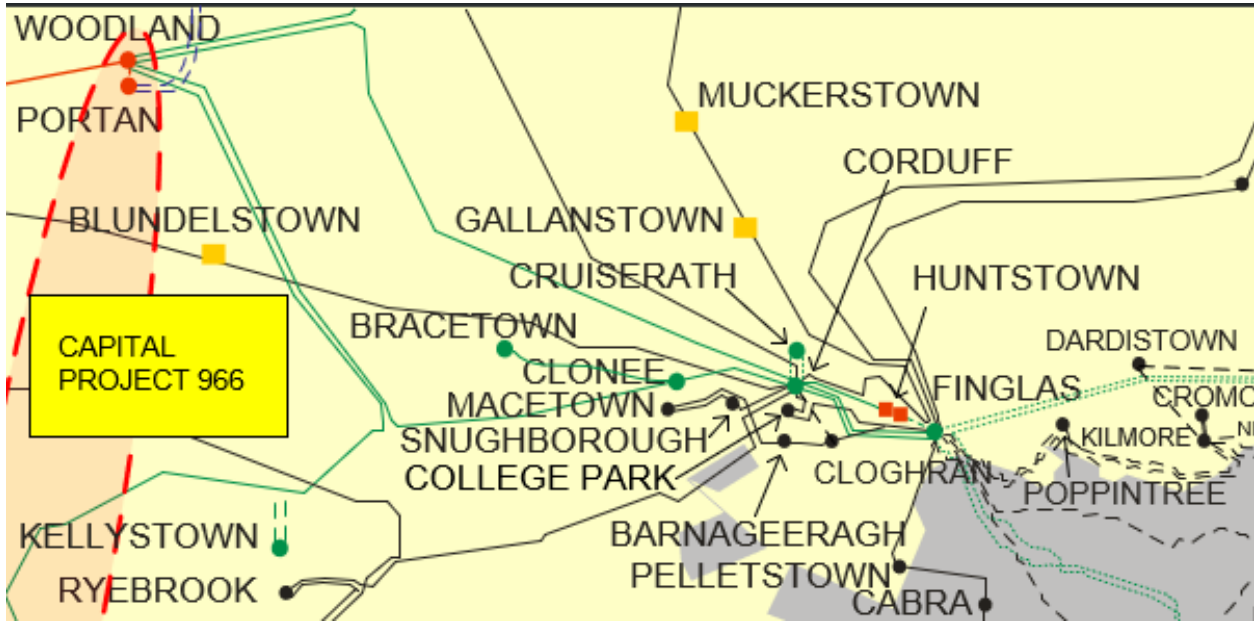 WOODLAND
PORTAN
MUCKERSTOWN
CORDUFF
BLUNDELSTOWN
GALLANSTOWN
CRUISERATH
HUNTSTOWN
CAPITAL
PROJECT 966
BRACETOWN
DARDISTOWN
CLONEE
FINGLAS
MACETOWN
CROMC
SNUGHBOROUGH
KILMORE
COLLEGE PARK
CLOGHRAN
POPPINTREE
KELLYSTOWN
BARNAGEERAGH
PELLETSTOWN
RYEBROOK
CABRA